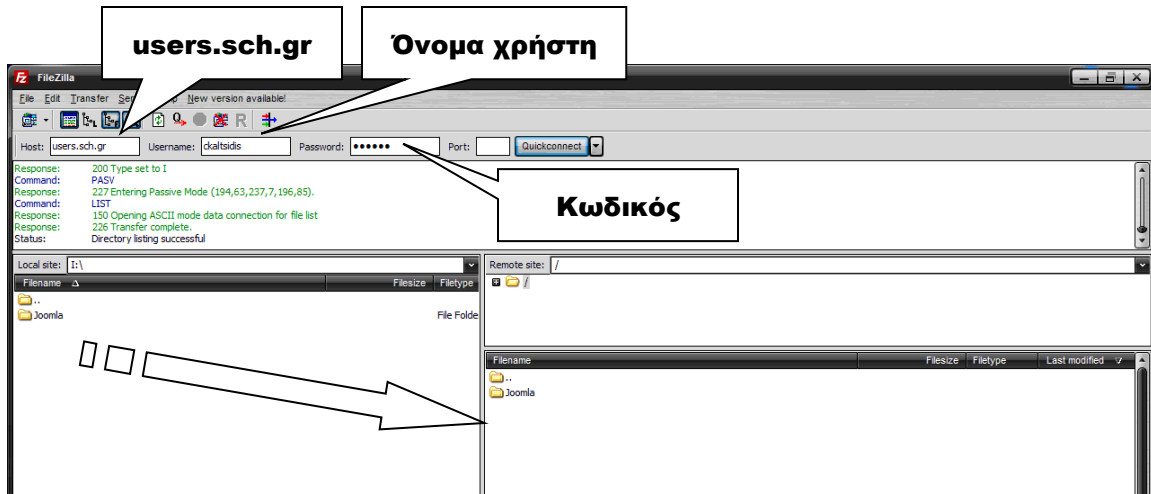 users.sch.gr
Όνομα χρήστη
FileZilla
File Edit Transfer Ser p New version available!
Host: users.sch.gr Username: ckaltsidis Password: •••••• Port: Quickconnect
Response: 200 Type set to I
Command: PASV
Response: 227 Entering Passive Mode (194,63,237,7,196,85).
Command: LIST
Response: 150 Opening ASCII mode data connection for file list
Response: 226 Transfer complete.
Status: Directory listing successful
Κωδικός
Local site: I:\
Filename Filesize Filetype
..
Joomla File Folde
Remote site: /
/
Filename Filesize Filetype Last modified
..
Joomla